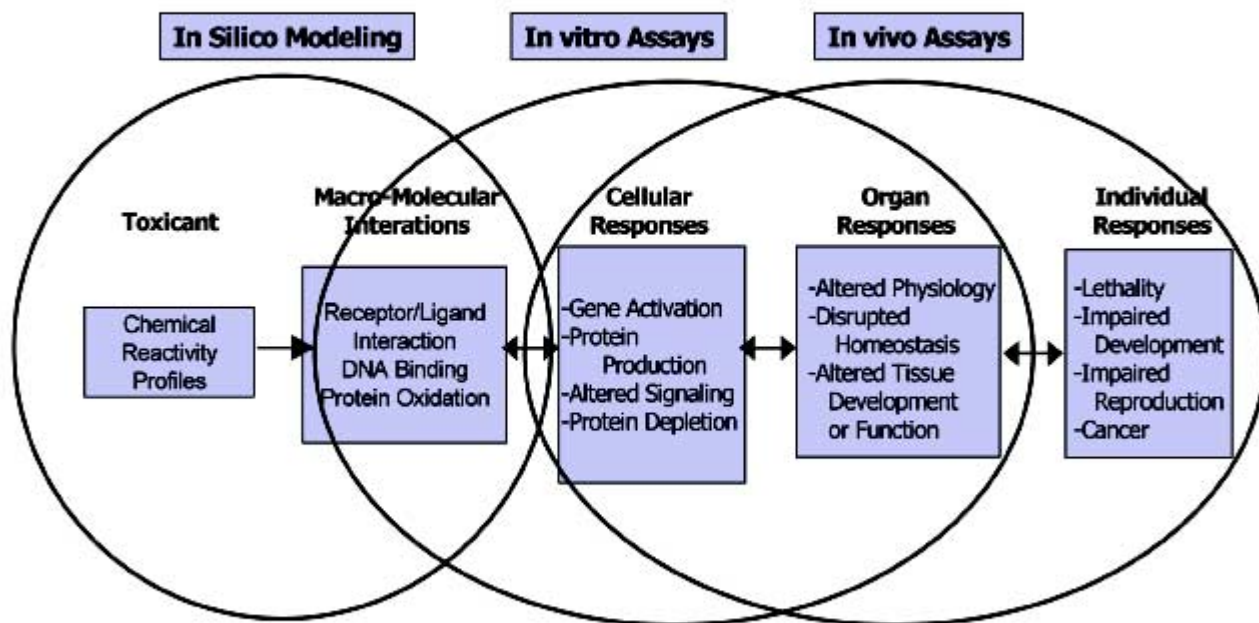 In Silico Modeling
In vitro Assays
In vivo Assays
Toxicant
Macro-Molecular
Interations
Cellular
Responses
Organ
Responses
Individual
Responses
Chemical
Reactivity
Profiles
Receptor/Ligand
Interaction
DNA Binding
Protein Oxidation
-Gene Activation
-Protein
Production
-Altered Signaling
-Protein Depletion
-Altered Physiology
-Disrupted
Homeostasis
-Altered Tissue
Development
or Function
-Lethality
-Impaired
Development
-Impaired
Reproduction
-Cancer